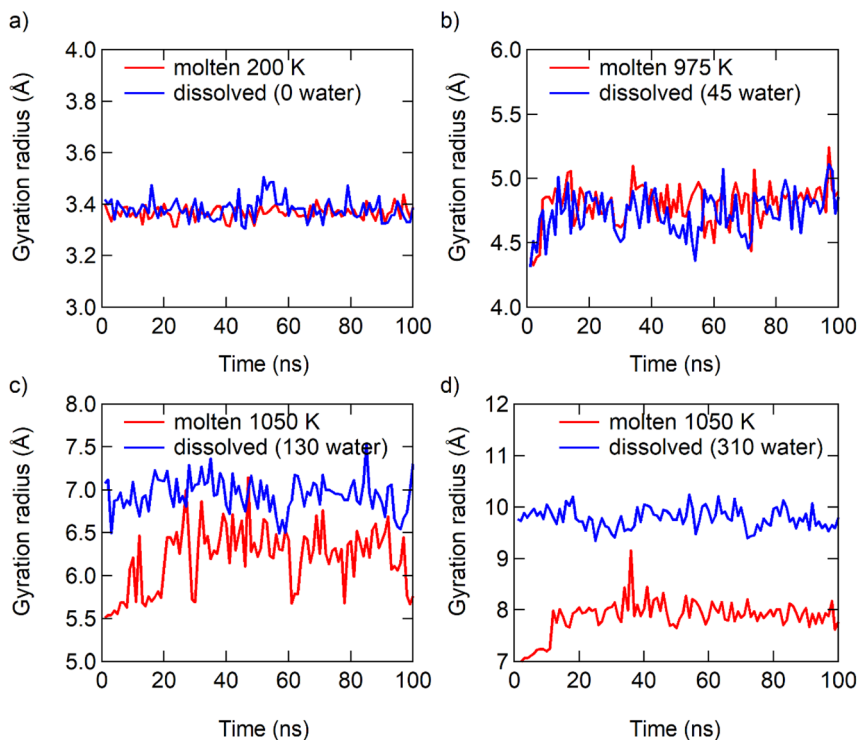 a)
4.0
3.8
3.6
3.4
3.2
3.0
Gyration radius (Å)
molten 200 K
dissolved (0 water)
0 20 40 60 80 100
Time (ns)
b)
6.0
5.5
5.0
4.5
4.0
Gyration radius (Å)
molten 975 K
dissolved (45 water)
0 20 40 60 80 100
Time (ns)
c)
8.0
7.5
7.0
6.5
6.0
5.5
5.0
Gyration radius (Å)
molten 1050 K
dissolved (130 water)
0 20 40 60 80 100
Time (ns)
d)
12
11
10
9
8
7
Gyration radius (Å)
molten 1050 K
dissolved (310 water)
0 20 40 60 80 100
Time (ns)